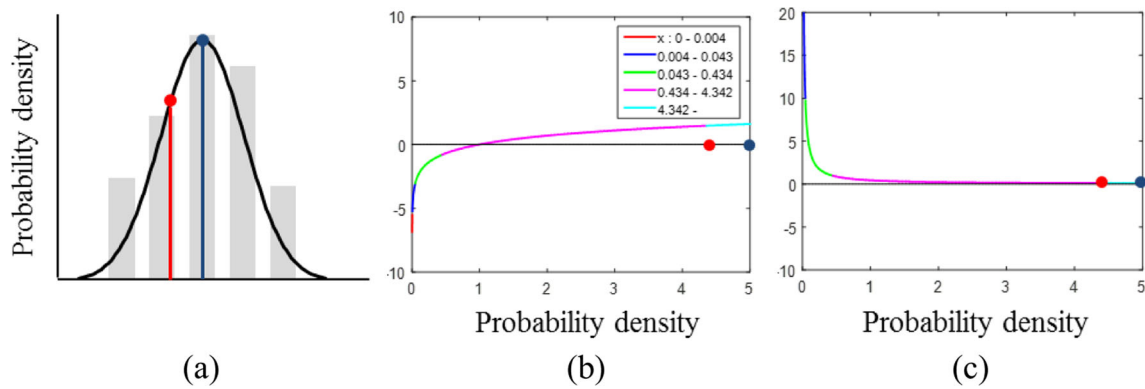 Probability density
(a)
10
5
0
-5
-10
0 1 2 3 4 5
x : 0 - 0.004
0.004 - 0.043
0.043 - 0.434
0.434 - 4.342
4.342 -
Probability density
(b)
20
15
10
5
0
-5
-10
0 1 2 3 4 5
Probability density
(c)